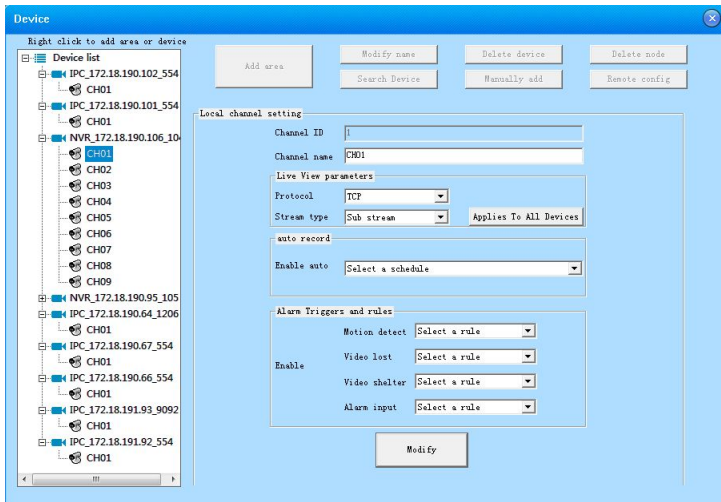 Device
Right click to add area or device
Device list
IPC_172.18.190.102_554
CH01
IPC_172.18.190.101_554
CH01
NVR_172.18.190.106_104
CH01
CH02
CH03
CH04
CH05
CH06
CH07
CH08
CH09
NVR_172.18.190.95_105
IPC_172.18.190.64_1206
CH01
IPC_172.18.190.67_554
CH01
IPC_172.18.190.66_554
CH01
IPC_172.18.191.93_9092
CH01
IPC_172.18.191.92_554
CH01
Add area
Modify name
Delete device
Delete node
Search Device
Manually add
Remote config
Local channel setting
Channel ID 1
Channel name CH01
Live View parameters
Protocol TCP
Stream type Sub stream Applies To All Devices
auto record
Enable auto Select a schedule
Alarm Triggers and rules
Enable
Motion detect Select a rule
Video lost Select a rule
Video shelter Select a rule
Alarm input Select a rule
Modify